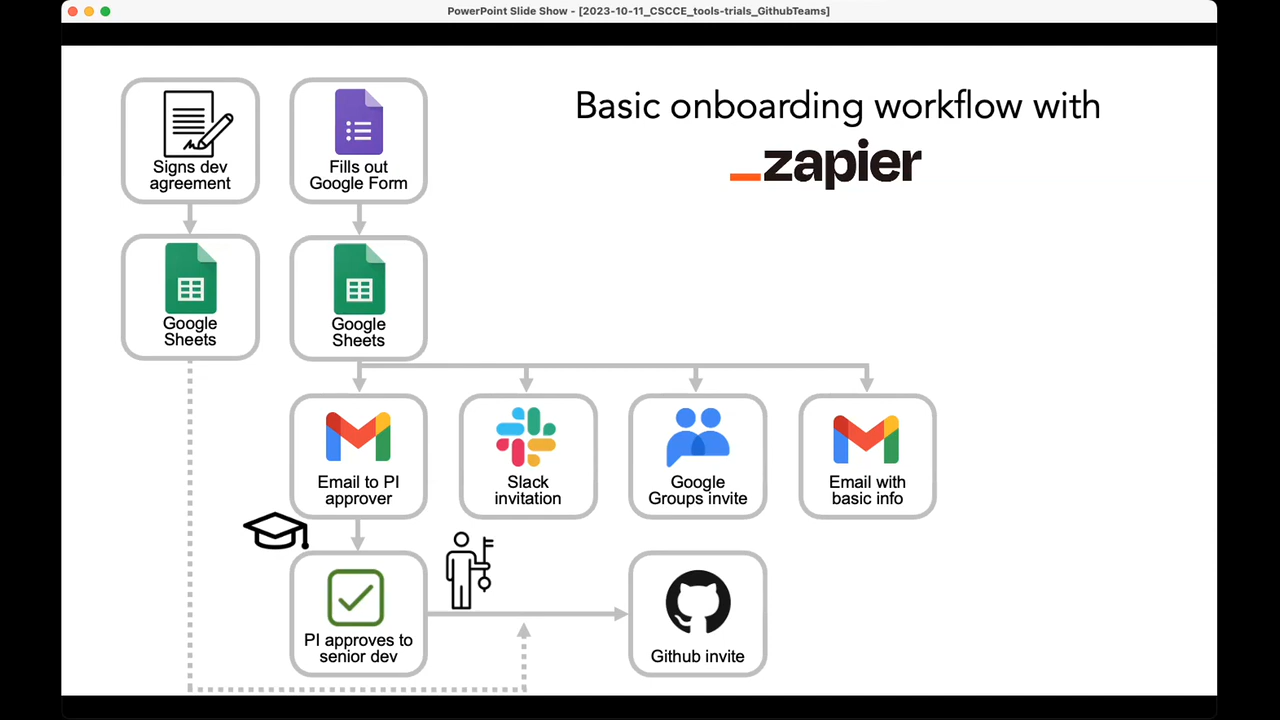 PowerPoint Slide Show - [2023-10-11_CSCCE_tools-trials_GithubTeams]
Basic onboarding workflow with
zapier
Signs dev
agreement
Fills out
Google Form
Google
Sheets
Google
Sheets
Email to PI
approver
Slack
invitation
Google
Groups invite
Email with
basic info
PI approves to
senior dev
Github invite